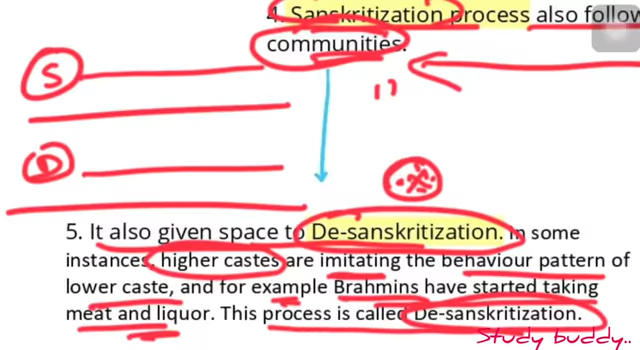 4. Sanskritization process also follow
communities.
S
D
5. It also given space to De-sanskritization. In some
instances, higher castes are imitating the behaviour pattern of
lower caste, and for example Brahmins have started taking
meat and liquor. This process is called De-sanskritization.
Study buddy..